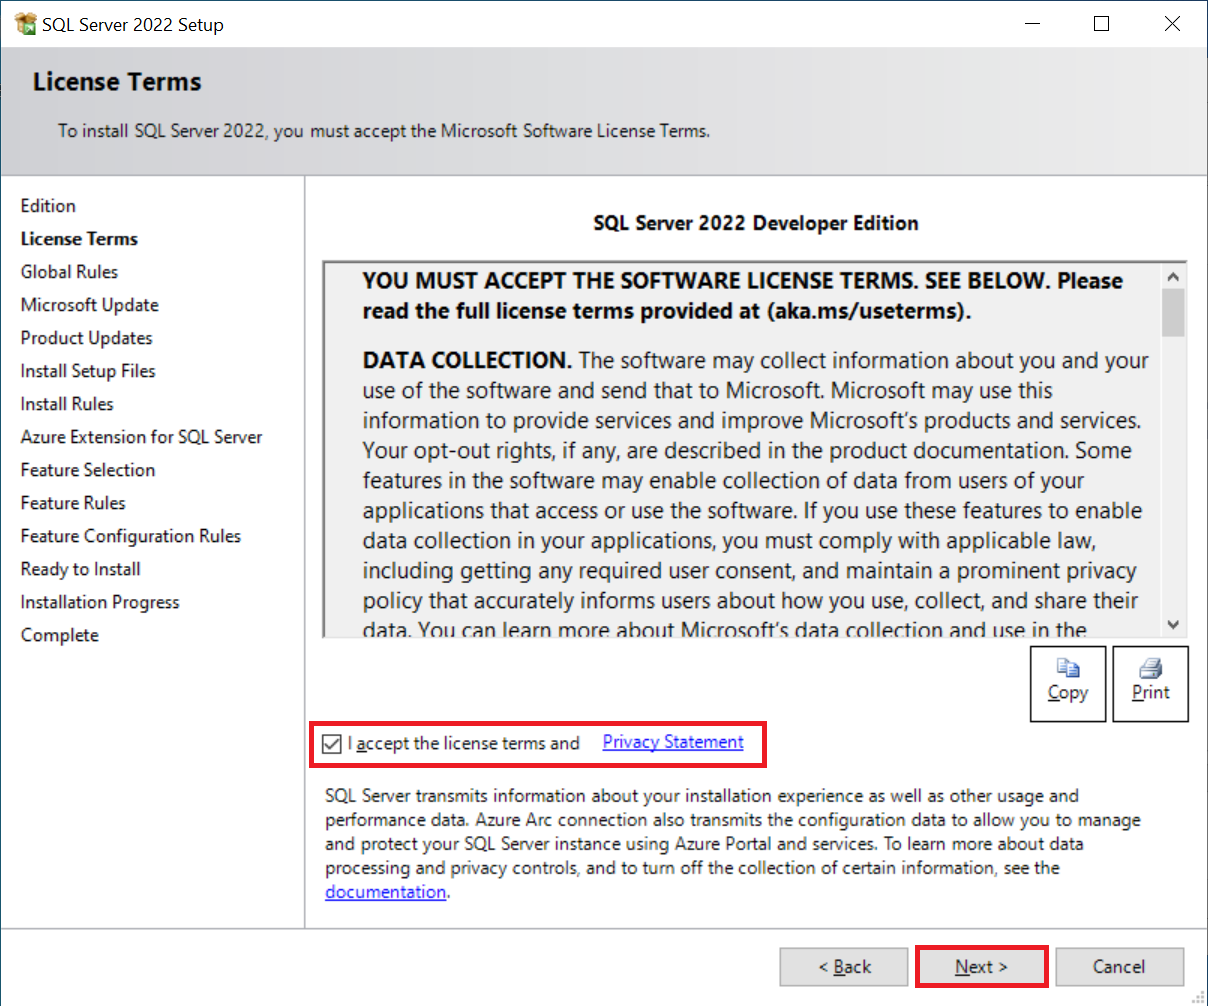 SQL Server 2022 Setup
License Terms
To install SQL Server 2022, you must accept the Microsoft Software License Terms.
Edition
License Terms
Global Rules
Microsoft Update
Product Updates
Install Setup Files
Install Rules
Azure Extension for SQL Server
Feature Selection
Feature Rules
Feature Configuration Rules
Ready to Install
Installation Progress
Complete
SQL Server 2022 Developer Edition
YOU MUST ACCEPT THE SOFTWARE LICENSE TERMS. SEE BELOW. Please
read the full license terms provided at (aka.ms/useterms).
DATA COLLECTION. The software may collect information about you and your
use of the software and send that to Microsoft. Microsoft may use this
information to provide services and improve Microsoft’s products and services.
Your opt-out rights, if any, are described in the product documentation. Some
features in the software may enable collection of data from users of your
applications that access or use the software. If you use these features to enable
data collection in your applications, you must comply with applicable law,
including getting any required user consent, and maintain a prominent privacy
policy that accurately informs users about how you use, collect, and share their
data. You can learn more about Microsoft’s data collection and use in the
Copy
Print
I accept the license terms and Privacy Statement
SQL Server transmits information about your installation experience as well as other usage and
performance data. Azure Arc connection also transmits the configuration data to allow you to manage
and protect your SQL Server instance using Azure Portal and services. To learn more about data
processing and privacy controls, and to turn off the collection of certain information, see the
documentation.
< Back
Next >
Cancel